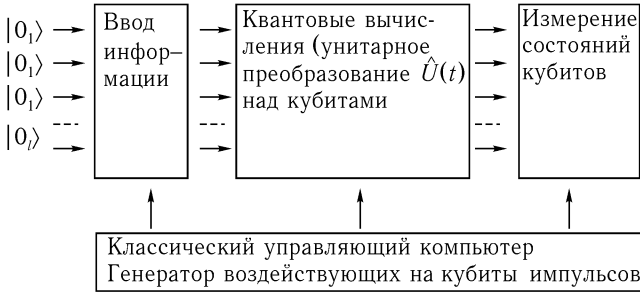 |0₁⟩
|0₁⟩
|0₁⟩
|0ₗ⟩
Ввод
инфор-
мации
Квантовые вычис-
ления (унитарное
преобразование Û(t)
над кубитами
Измерение
состояний
кубитов
Классический управляющий компьютер
Генератор воздействующих на кубиты импульсов